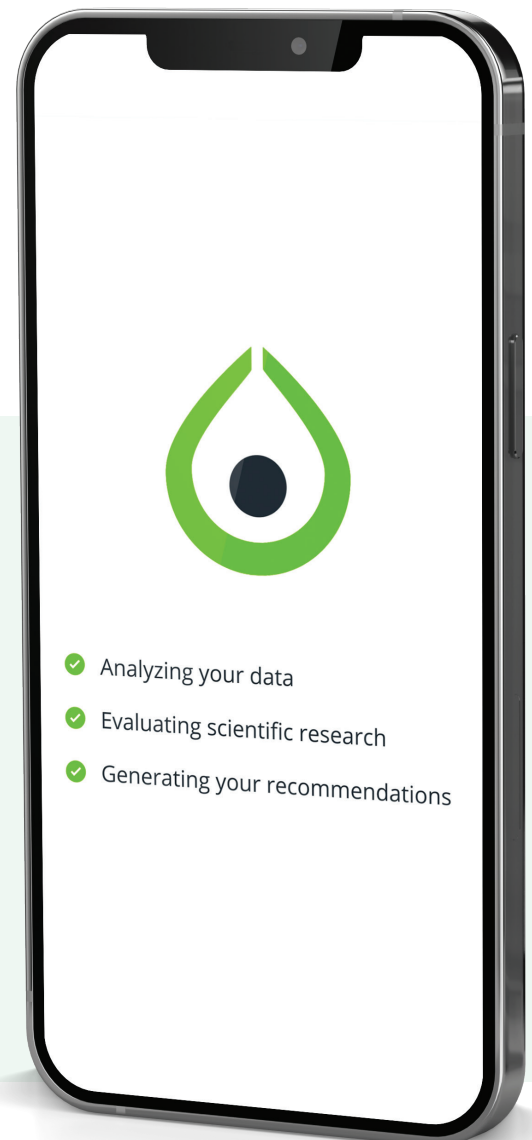 Analyzing your data
Evaluating scientific research
Generating your recommendations